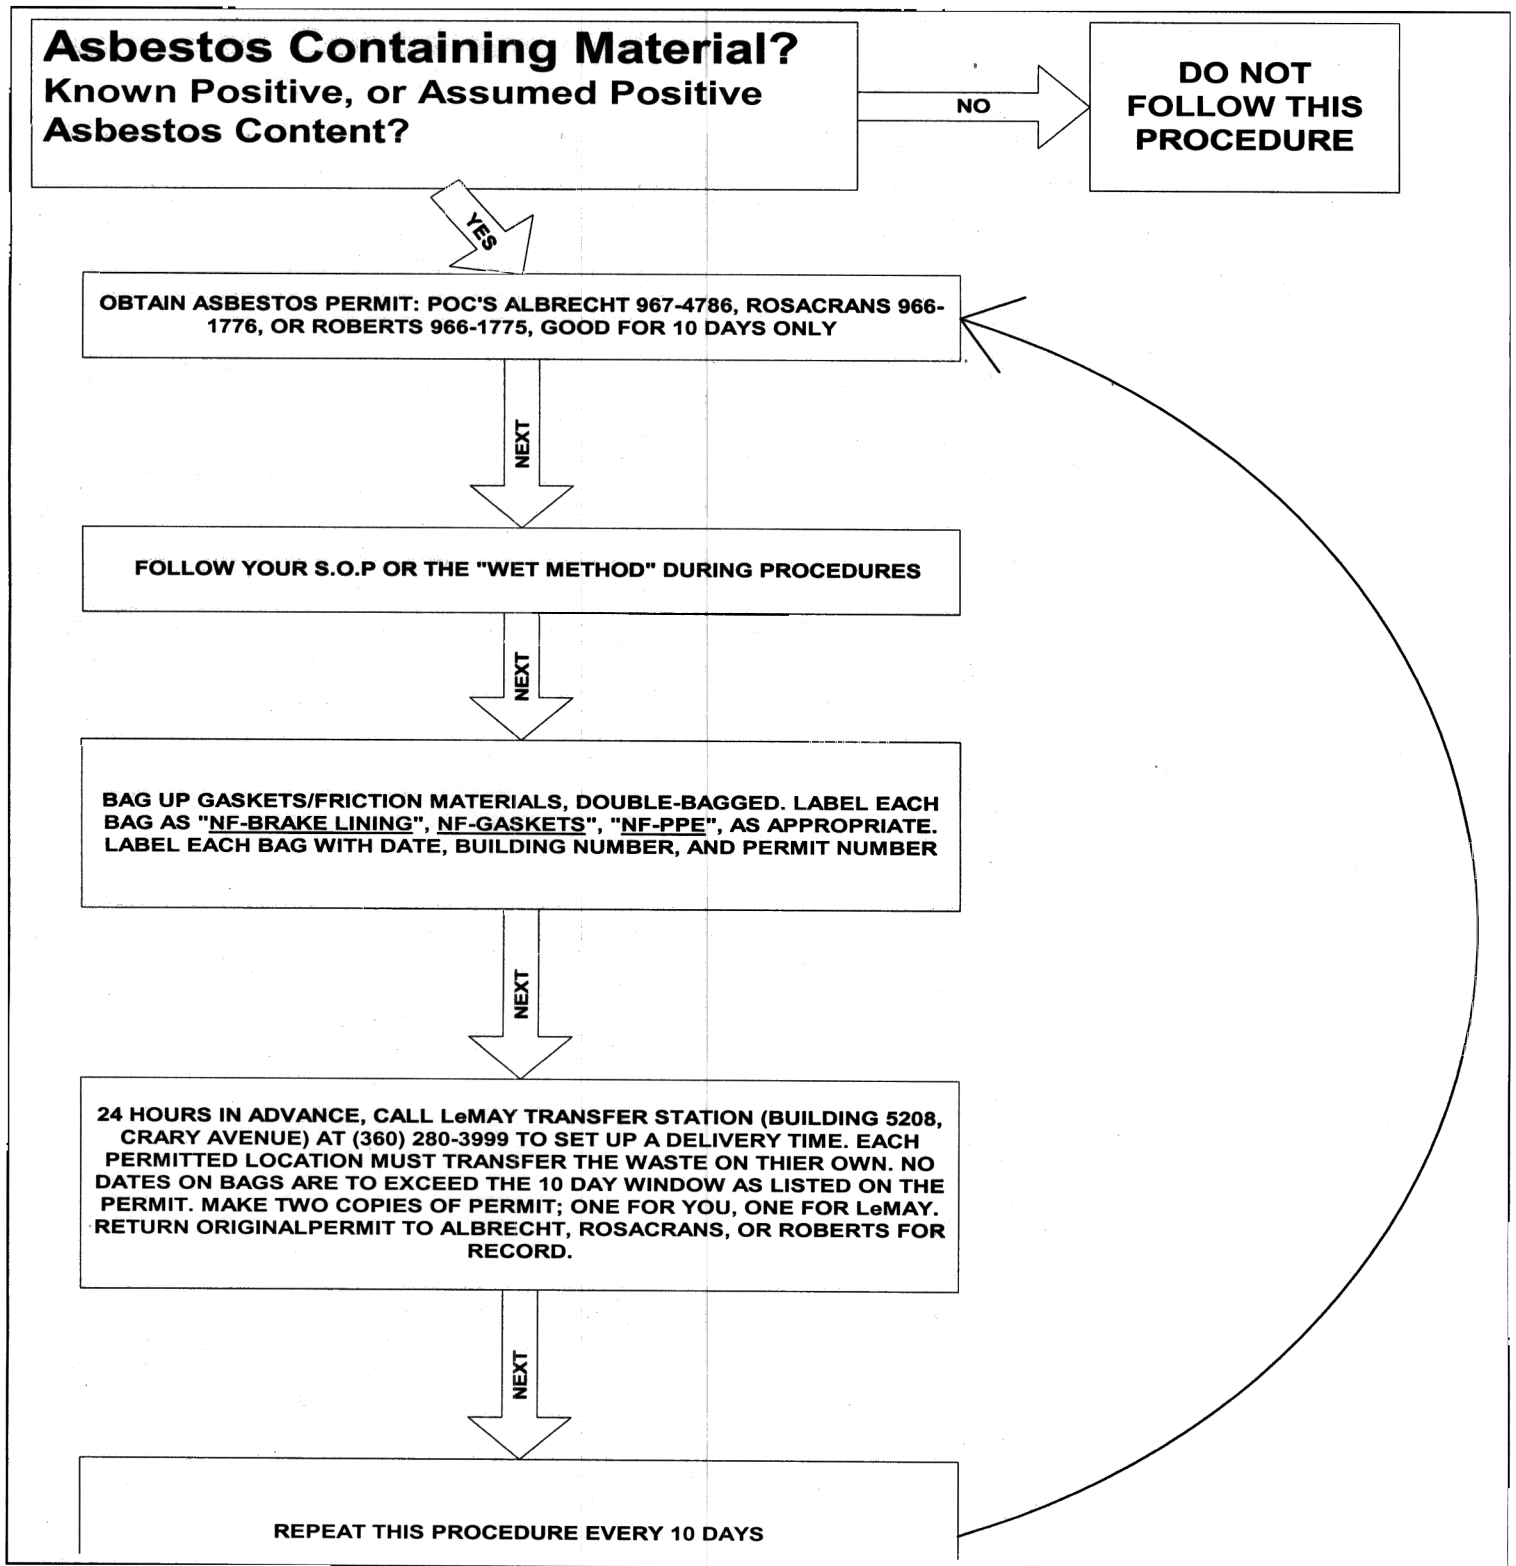 Asbestos Containing Material?
Known Positive, or Assumed Positive
Asbestos Content?
NO
DO NOT
FOLLOW THIS
PROCEDURE
YES
OBTAIN ASBESTOS PERMIT: POC'S ALBRECHT 967-4786, ROSACRANS 966-
1776, OR ROBERTS 966-1775, GOOD FOR 10 DAYS ONLY
NEXT
FOLLOW YOUR S.O.P OR THE "WET METHOD" DURING PROCEDURES
NEXT
BAG UP GASKETS/FRICTION MATERIALS, DOUBLE-BAGGED. LABEL EACH
BAG AS "NF-BRAKE LINING", NF-GASKETS", "NF-PPE", AS APPROPRIATE.
LABEL EACH BAG WITH DATE, BUILDING NUMBER, AND PERMIT NUMBER
NEXT
24 HOURS IN ADVANCE, CALL LeMAY TRANSFER STATION (BUILDING 5208,
CRARY AVENUE) AT (360) 280-3999 TO SET UP A DELIVERY TIME. EACH
PERMITTED LOCATION MUST TRANSFER THE WASTE ON THIER OWN. NO
DATES ON BAGS ARE TO EXCEED THE 10 DAY WINDOW AS LISTED ON THE
PERMIT. MAKE TWO COPIES OF PERMIT; ONE FOR YOU, ONE FOR LeMAY.
RETURN ORIGINALPERMIT TO ALBRECHT, ROSACRANS, OR ROBERTS FOR
RECORD.
NEXT
REPEAT THIS PROCEDURE EVERY 10 DAYS